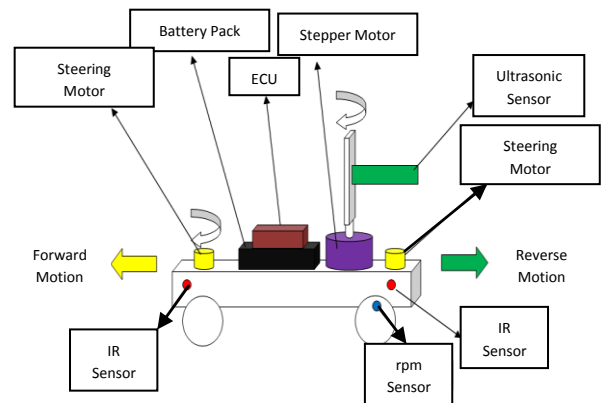 Battery Pack
Stepper Motor
Steering
Motor
ECU
Ultrasonic
Sensor
Steering
Motor
Forward
Motion
Reverse
Motion
IR
Sensor
rpm
Sensor
IR
Sensor